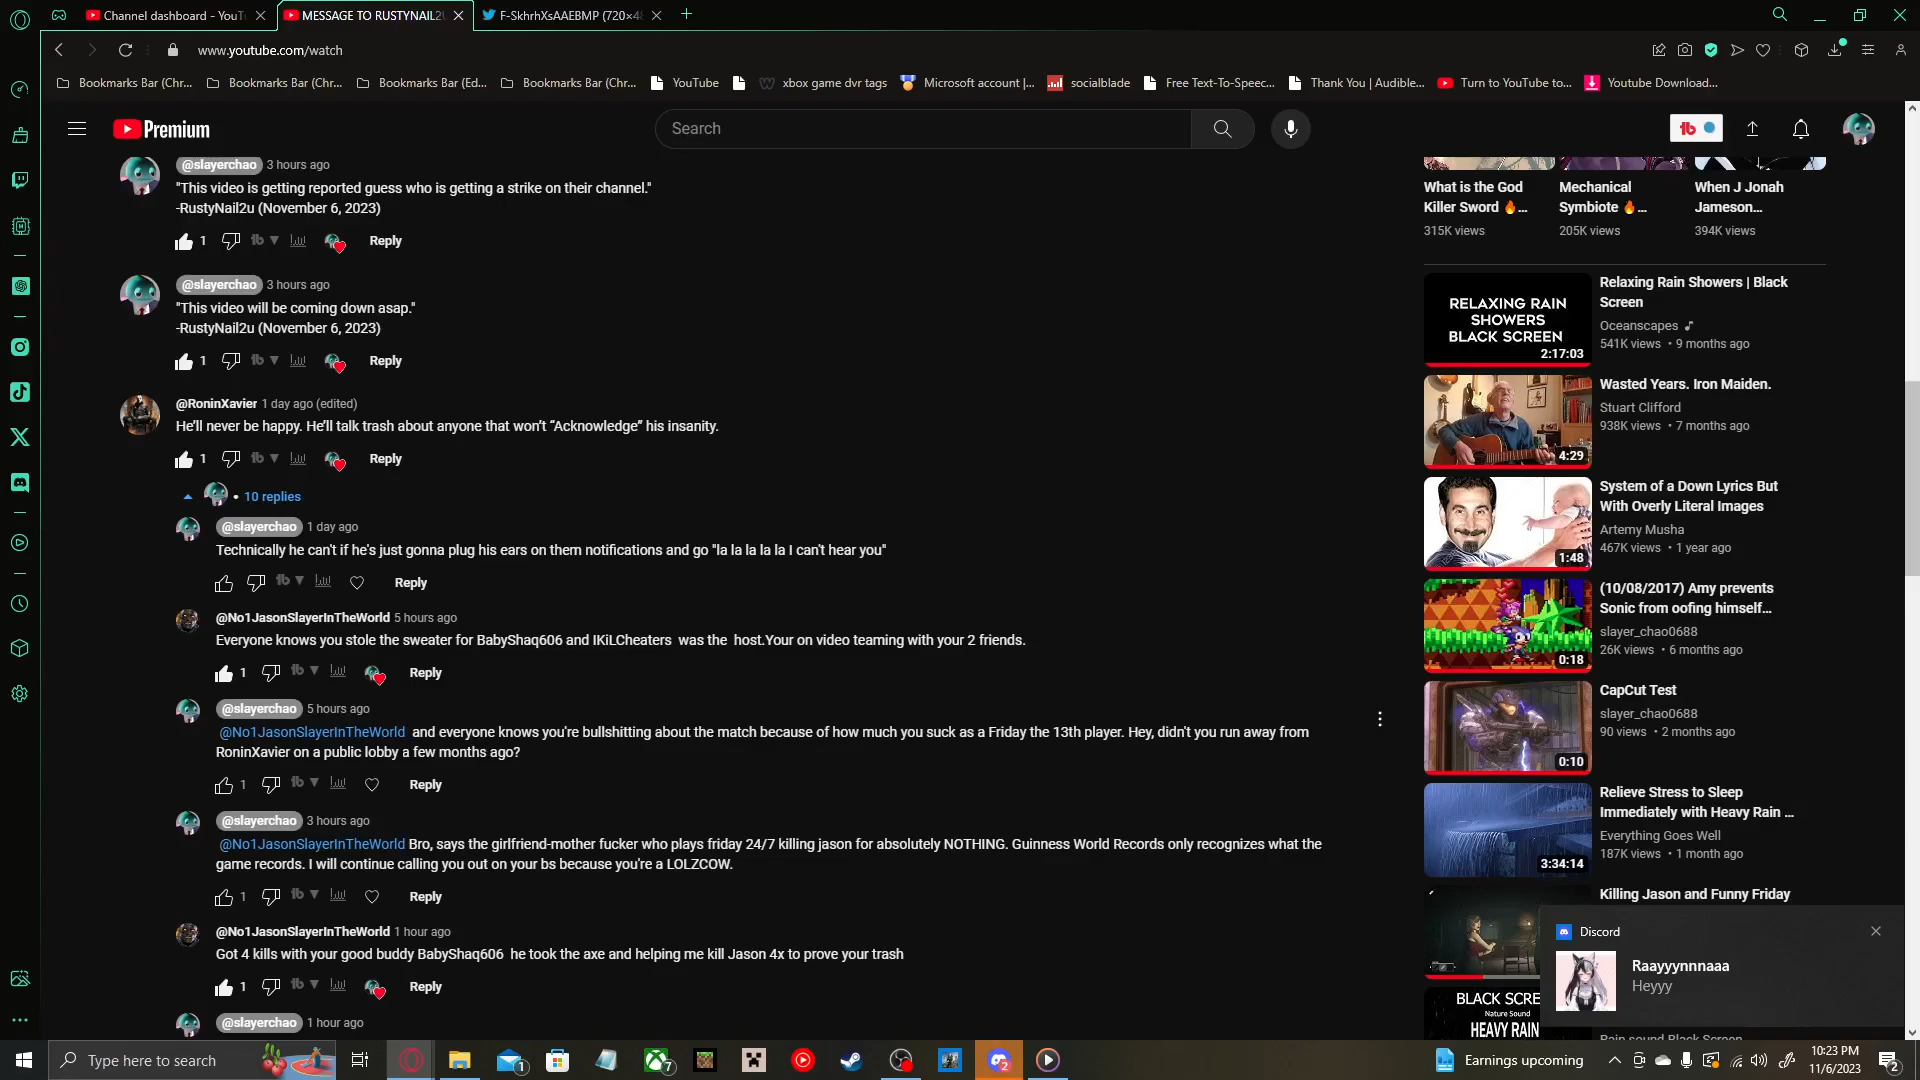 Channel dashboard - YouT
MESSAGE TO RUSTYNAIL2U
F-SkhrhXsAAEBMP (720×48
www.youtube.com/watch
Bookmarks Bar (Chr...
Bookmarks Bar (Chr...
Bookmarks Bar (Ed...
Bookmarks Bar (Chr...
YouTube
xbox game dvr tags
Microsoft account |...
socialblade
Free Text-To-Speec...
Thank You | Audible...
Turn to YouTube to...
Youtube Download...
Premium
Search
@slayerchao 3 hours ago
"This video is getting reported guess who is getting a strike on their channel."
-RustyNail2u (November 6, 2023)
1 Reply
@slayerchao 3 hours ago
"This video will be coming down asap."
-RustyNail2u (November 6, 2023)
1 Reply
@RoninXavier 1 day ago (edited)
He'll never be happy. He'll talk trash about anyone that won't “Acknowledge” his insanity.
1 Reply
• 10 replies
@slayerchao 1 day ago
Technically he can't if he's just gonna plug his ears on them notifications and go "la la la la la I can't hear you"
Reply
@No1JasonSlayerInTheWorld 5 hours ago
Everyone knows you stole the sweater for BabyShaq606 and IKiLCheaters was the host.Your on video teaming with your 2 friends.
1 Reply
@slayerchao 5 hours ago
@No1JasonSlayerInTheWorld and everyone knows you're bullshitting about the match because of how much you suck as a Friday the 13th player. Hey, didn't you run away from
RoninXavier on a public lobby a few months ago?
1 Reply
@slayerchao 3 hours ago
@No1JasonSlayerInTheWorld Bro, says the girlfriend-mother fucker who plays friday 24/7 killing jason for absolutely NOTHING. Guinness World Records only recognizes what the
game records. I will continue calling you out on your bs because you're a LOLZCOW.
1 Reply
@No1JasonSlayerInTheWorld 1 hour ago
Got 4 kills with your good buddy BabyShaq606 he took the axe and helping me kill Jason 4x to prove your trash
1 Reply
@slayerchao 1 hour ago
What is the God
Killer Sword 🔥...
315K views
Mechanical
Symbiote 🔥...
205K views
When J Jonah
Jameson...
394K views
RELAXING RAIN
SHOWERS
BLACK SCREEN
2:17:03
Relaxing Rain Showers | Black
Screen
Oceanscapes
541K views • 9 months ago
4:29
Wasted Years. Iron Maiden.
Stuart Clifford
938K views • 7 months ago
1:48
System of a Down Lyrics But
With Overly Literal Images
Artemy Musha
467K views • 1 year ago
0:18
(10/08/2017) Amy prevents
Sonic from oofing himself...
slayer_chao0688
26K views • 6 months ago
0:10
CapCut Test
slayer_chao0688
90 views • 2 months ago
3:34:14
Relieve Stress to Sleep
Immediately with Heavy Rain ...
Everything Goes Well
187K views • 1 month ago
Killing Jason and Funny Friday
BLACK SCRE
Nature Sound
HEAVY RAIN
Rain sound Black Screen
Discord
Raayyynnnaaa
Heyyy
Type here to search
1
7
2
Earnings upcoming
10:23 PM
11/6/2023
2